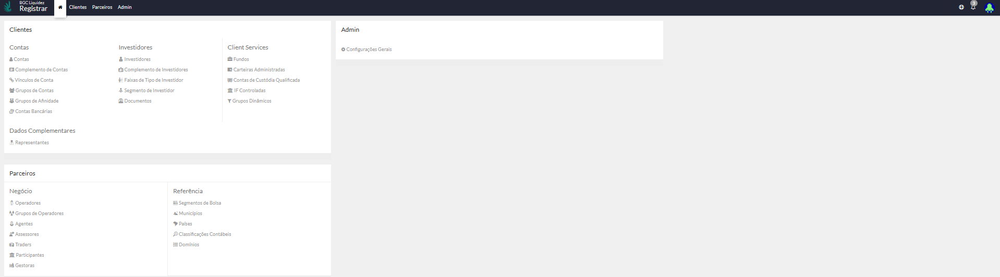 BGC Liquidez
Registrar
Clientes Parceiros Admin
3
Clientes
Contas
Contas
Complemento de Contas
Vínculos de Conta
Grupos de Contas
Grupos de Afinidade
Contas Bancárias
Investidores
Investidores
Complemento de Investidores
Faixas de Tipo de Investidor
Segmento de Investidor
Documentos
Client Services
Fundos
Carteiras Administradas
Contas de Custódia Qualificada
IF Controladas
Grupos Dinâmicos
Dados Complementares
Representantes
Parceiros
Negócio
Operadores
Grupos de Operadores
Agentes
Assessores
Traders
Participantes
Gestoras
Referência
Segmentos de Bolsa
Municípios
Países
Classificações Contábeis
Domínios
Admin
Configurações Gerais